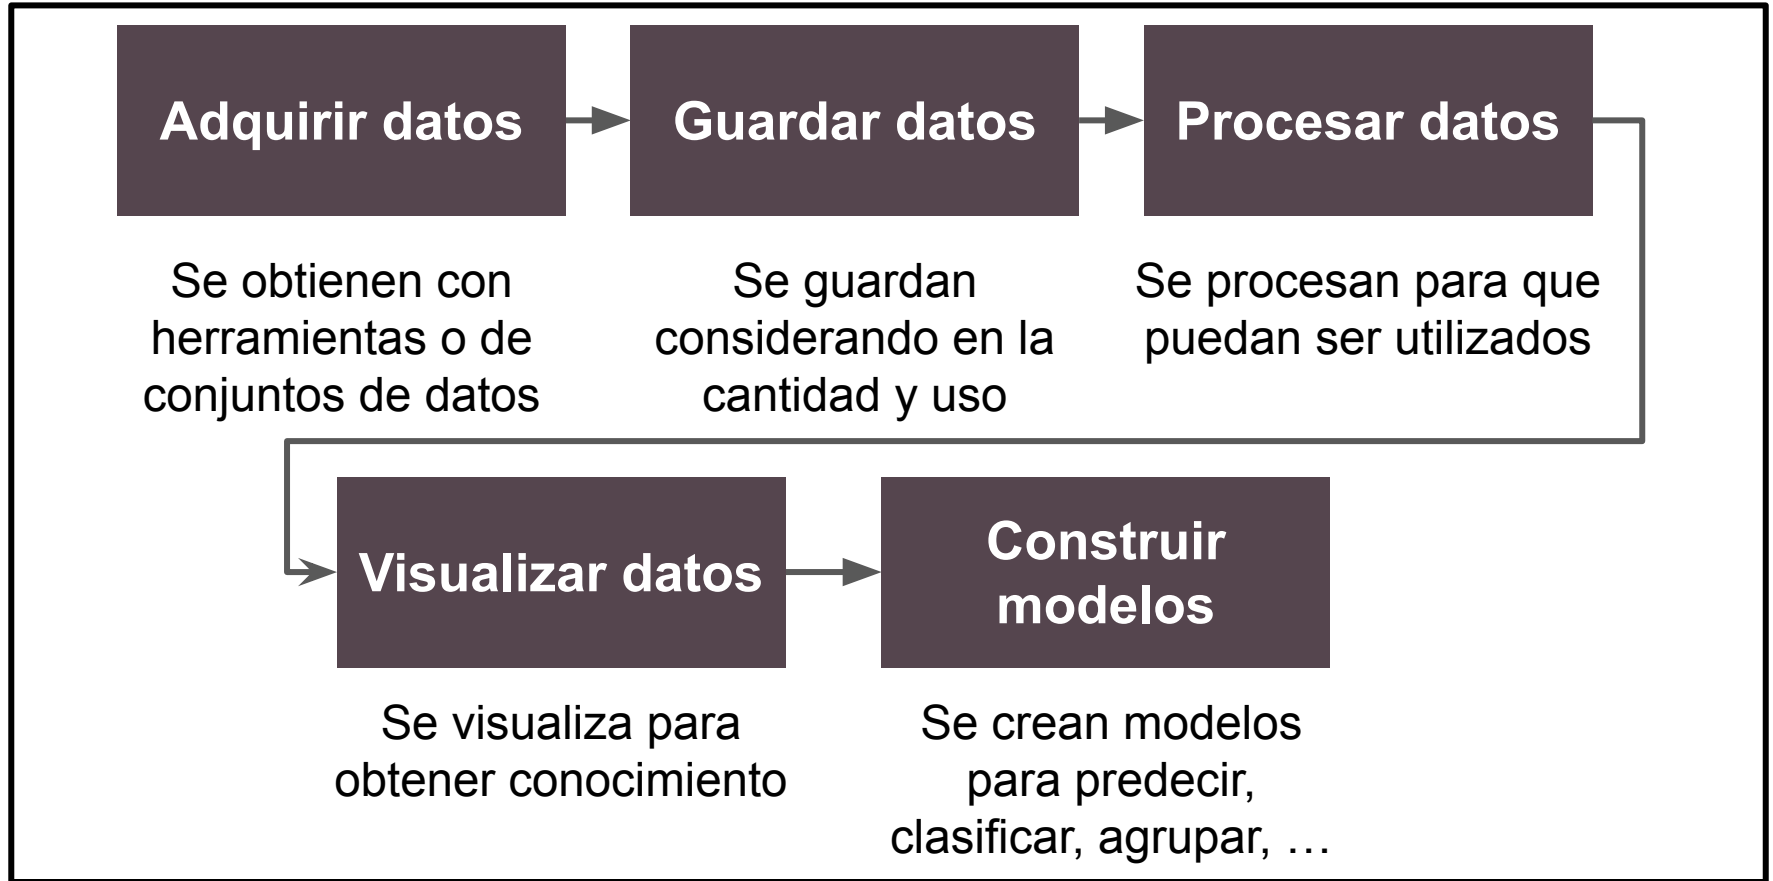 Adquirir datos
Guardar datos
Procesar datos
Se obtienen con
herramientas o de
conjuntos de datos
Se guardan
considerando en la
cantidad y uso
Se procesan para que
puedan ser utilizados
Visualizar datos
Construir
modelos
Se visualiza para
obtener conocimiento
Se crean modelos
para predecir,
clasificar, agrupar, …